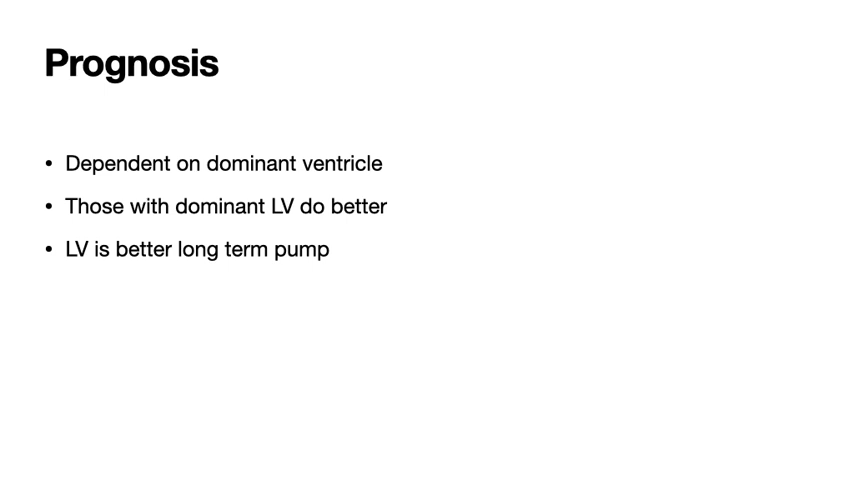 Prognosis
• Dependent on dominant ventricle
• Those with dominant LV do better
• LV is better long term pump